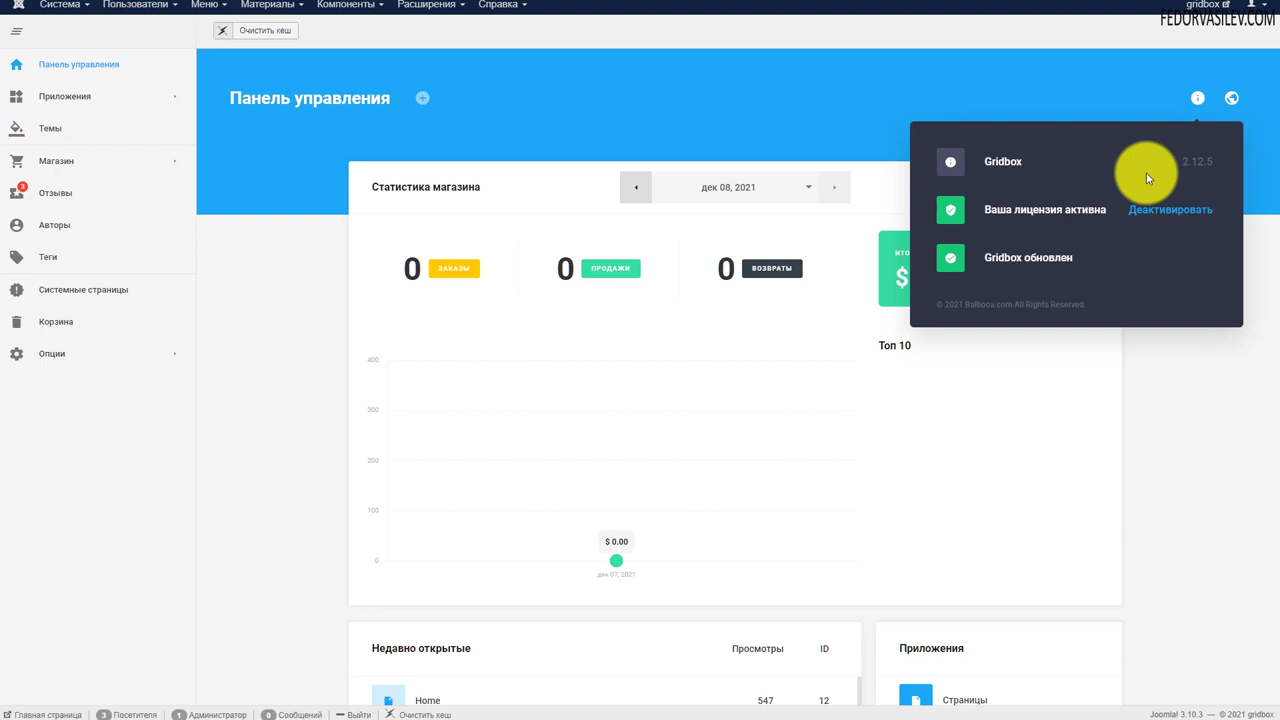 Система Пользователи Меню Материалы Компоненты Расширения Справка gridbox
FEDORVASILEV.COM
Очистить кеш
Панель управления
Приложения
Темы
Магазин
3
Отзывы
Авторы
Теги
Системные страницы
Корзина
Опции
Панель управления
Gridbox 2.12.5
Ваша лицензия активна Деактивировать
Gridbox обновлен
© 2021 Balbooa.com All Rights Reserved.
Статистика магазина
дек 08, 2021
0 ЗАКАЗЫ
0 ПРОДАЖИ
0 ВОЗВРАТЫ
ИТО
$
Топ 10
400
300
200
100
0
$ 0.00
дек 07, 2021
Недавно открытые Просмотры ID
Home 547 12
Приложения
Страницы
Главная страница 3 Посетителя 1 Администратор 0 Сообщений Выйти Очистить кеш
Joomla! 3.10.3 — © 2021 gridbox